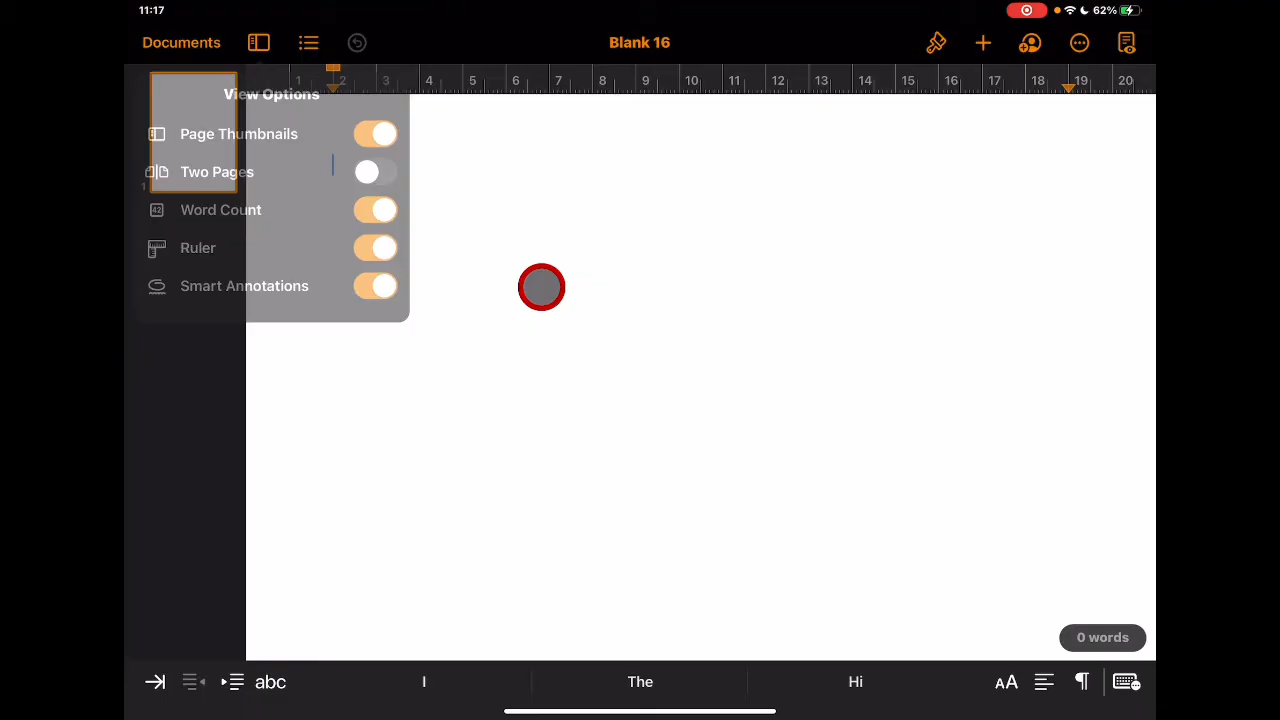 11:17
62%
Documents
Blank 16
1 2 3 4 5 6 7 8 9 10 11 12 13 14 15 16 17 18 19 20
View Options
Page Thumbnails
Two Pages
1
42 Word Count
Ruler
Smart Annotations
0 words
abc I The Hi AA ¶